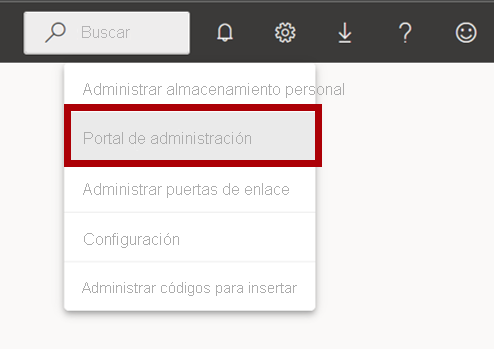 Buscar
Administrar almacenamiento personal
Portal de administración
Administrar puertas de enlace
Configuración
Administrar códigos para insertar